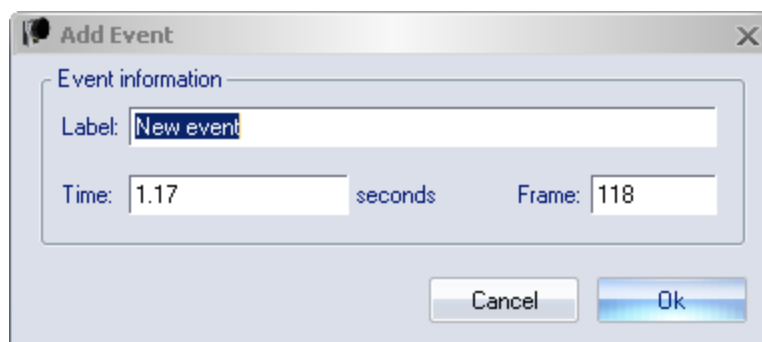 Add Event
Event information
Label: New event
Time: 1.17 seconds Frame: 118
Cancel Ok